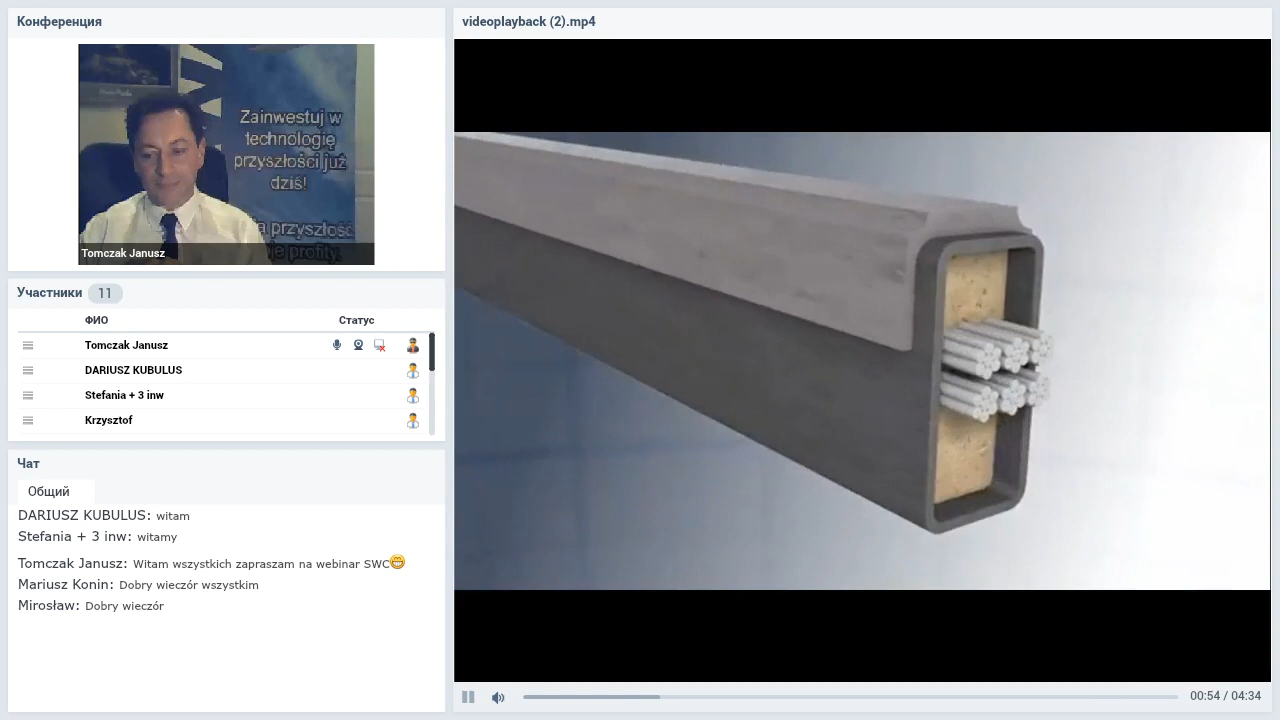 Конференция
Zainwestuj w
technologię
przyszłości już
dziś!
a przyszłość
profity
Tomczak Janusz
Участники 11
ФИО Статус
Tomczak Janusz
DARIUSZ KUBULUS
Stefania + 3 inw
Krzysztof
Чат
Общий
DARIUSZ KUBULUS: witam
Stefania + 3 inw: witamy
Tomczak Janusz: Witam wszystkich zapraszam na webinar SWC
Mariusz Konin: Dobry wieczór wszystkim
Mirosław: Dobry wieczór
videoplayback (2).mp4
00:54 / 04:34